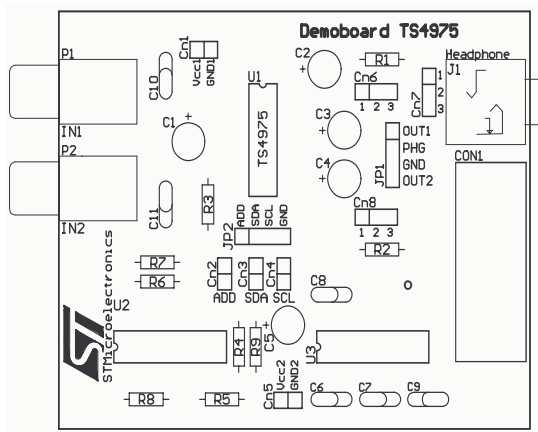 Demoboard TS4975
P1
Cn1
Vcc1
GND1
C2
R1
Headphone
J1
C10
U1
Cn6
1 2 3
Cn7
1
2
3
IN1
C1
TS4975
C3
OUT1
PHG
GND
OUT2
JP1
CON1
P2
C4
IN2
C11
R3
ADD
SDA
SCL
GND
JP2
Cn8
1 2 3
R2
R7
R6
Cn2
Cn3
Cn4
ADD SDA SCL
C8
STMicroelectronics
U2
R4
R9
C5
U3
R8
R5
Cn5
Vcc2
GND2
C6
C7
C9